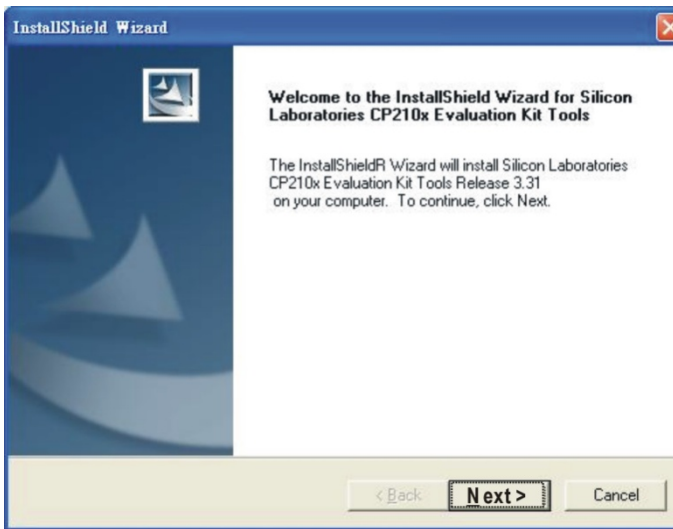 InstallShield Wizard
Welcome to the InstallShield Wizard for Silicon
Laboratories CP210x Evaluation Kit Tools
The InstallShieldR Wizard will install Silicon Laboratories
CP210x Evaluation Kit Tools Release 3.31
on your computer. To continue, click Next.
< Back
Next >
Cancel